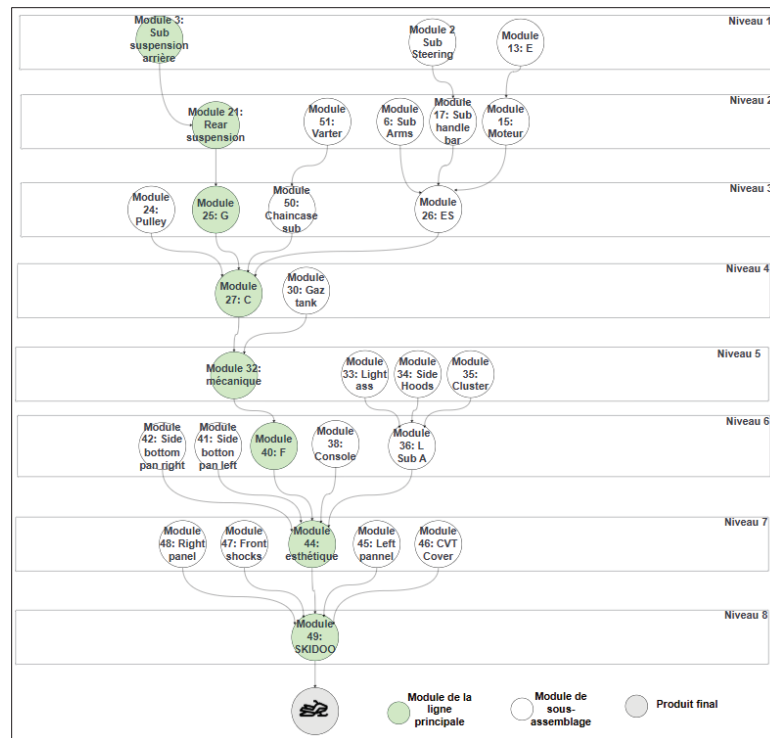 Niveau 1
Module 3:
Sub
suspension
arrière
Module 2
Sub
Steering
Module
13: E
Niveau 2
Module 21:
Rear
suspension
Module
51: Varter
Module
6: Sub
Arms
Module
17: Sub
handle
bar
Module
15:
Moteur
Niveau 3
Module
24:
Pulley
Module
25: G
Module
50:
Chaincase
sub
Module
26: ES
Niveau 4
Module
27: C
Module
30: Gaz
tank
Niveau 5
Module 32:
mécanique
Module
33: Light
ass
Module
34: Side
Hoods
Module
35:
Cluster
Niveau 6
Module
42: Side
bottom
pan right
Module
41: Side
botton
pan left
Module
40: F
Module
38:
Console
Module
36: L
Sub A
Niveau 7
Module
48: Right
panel
Module
47: Front
shocks
Module
44:
esthétique
Module
45: Left
pannel
Module
46: CVT
Cover
Niveau 8
Module
49:
SKIDOO
Module de la
ligne
principale
Module de
sous-
assemblage
Produit final